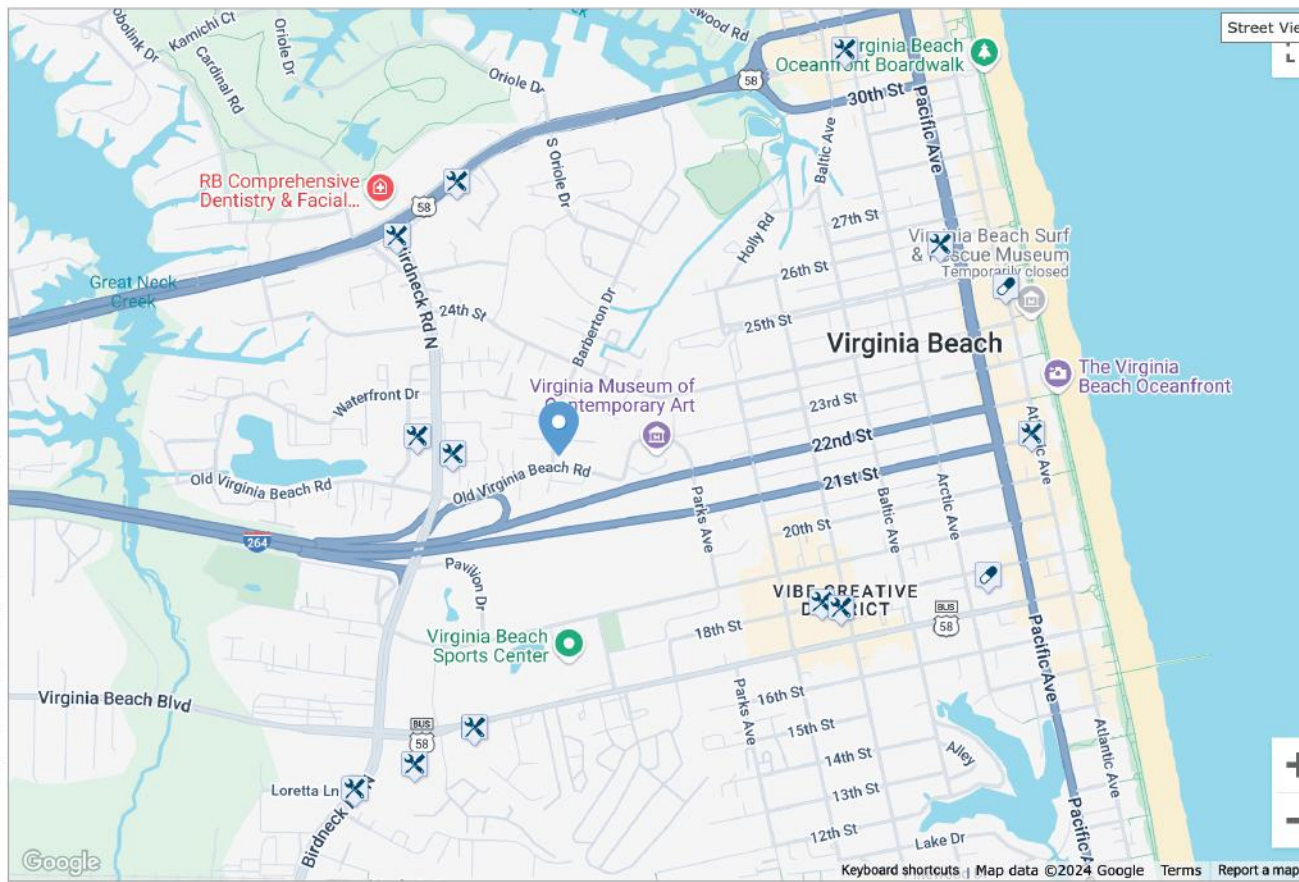 Bobolink Dr
Kamichi Ct
Oriole Dr
Cardinal Rd
ewood Rd
Oriole Dr
58
Virginia Beach
Oceanfront Boardwalk
Street Vie
30th St
Pacific Ave
Baltic Ave
S Oriole Dr
RB Comprehensive
Dentistry & Facial...
58
27th St
Holly Rd
Virginia Beach Surf
& Rescue Museum
Temporarily closed
26th St
Great Neck
Creek
Birdneck Rd N
24th St
Barberton Dr
25th St
Virginia Beach
The Virginia
Beach Oceanfront
Waterfront Dr
Virginia Museum of
Contemporary Art
23rd St
22nd St
Atlantic Ave
Old Virginia Beach Rd
Old Virginia Beach Rd
21st St
Parks Ave
Baltic Ave
Arctic Ave
20th St
264
Pavilion Dr
VIBE CREATIVE
DISTRICT
BUS
58
18th St
Virginia Beach
Sports Center
Pacific Ave
Virginia Beach Blvd
Parks Ave
16th St
15th St
BUS
58
14th St
Alley
Atlantic Ave
Loretta Ln
13th St
Birdneck Rd N
12th St
Lake Dr
Pacific A
Google
Keyboard shortcuts
Map data ©2024 Google
Terms
Report a map